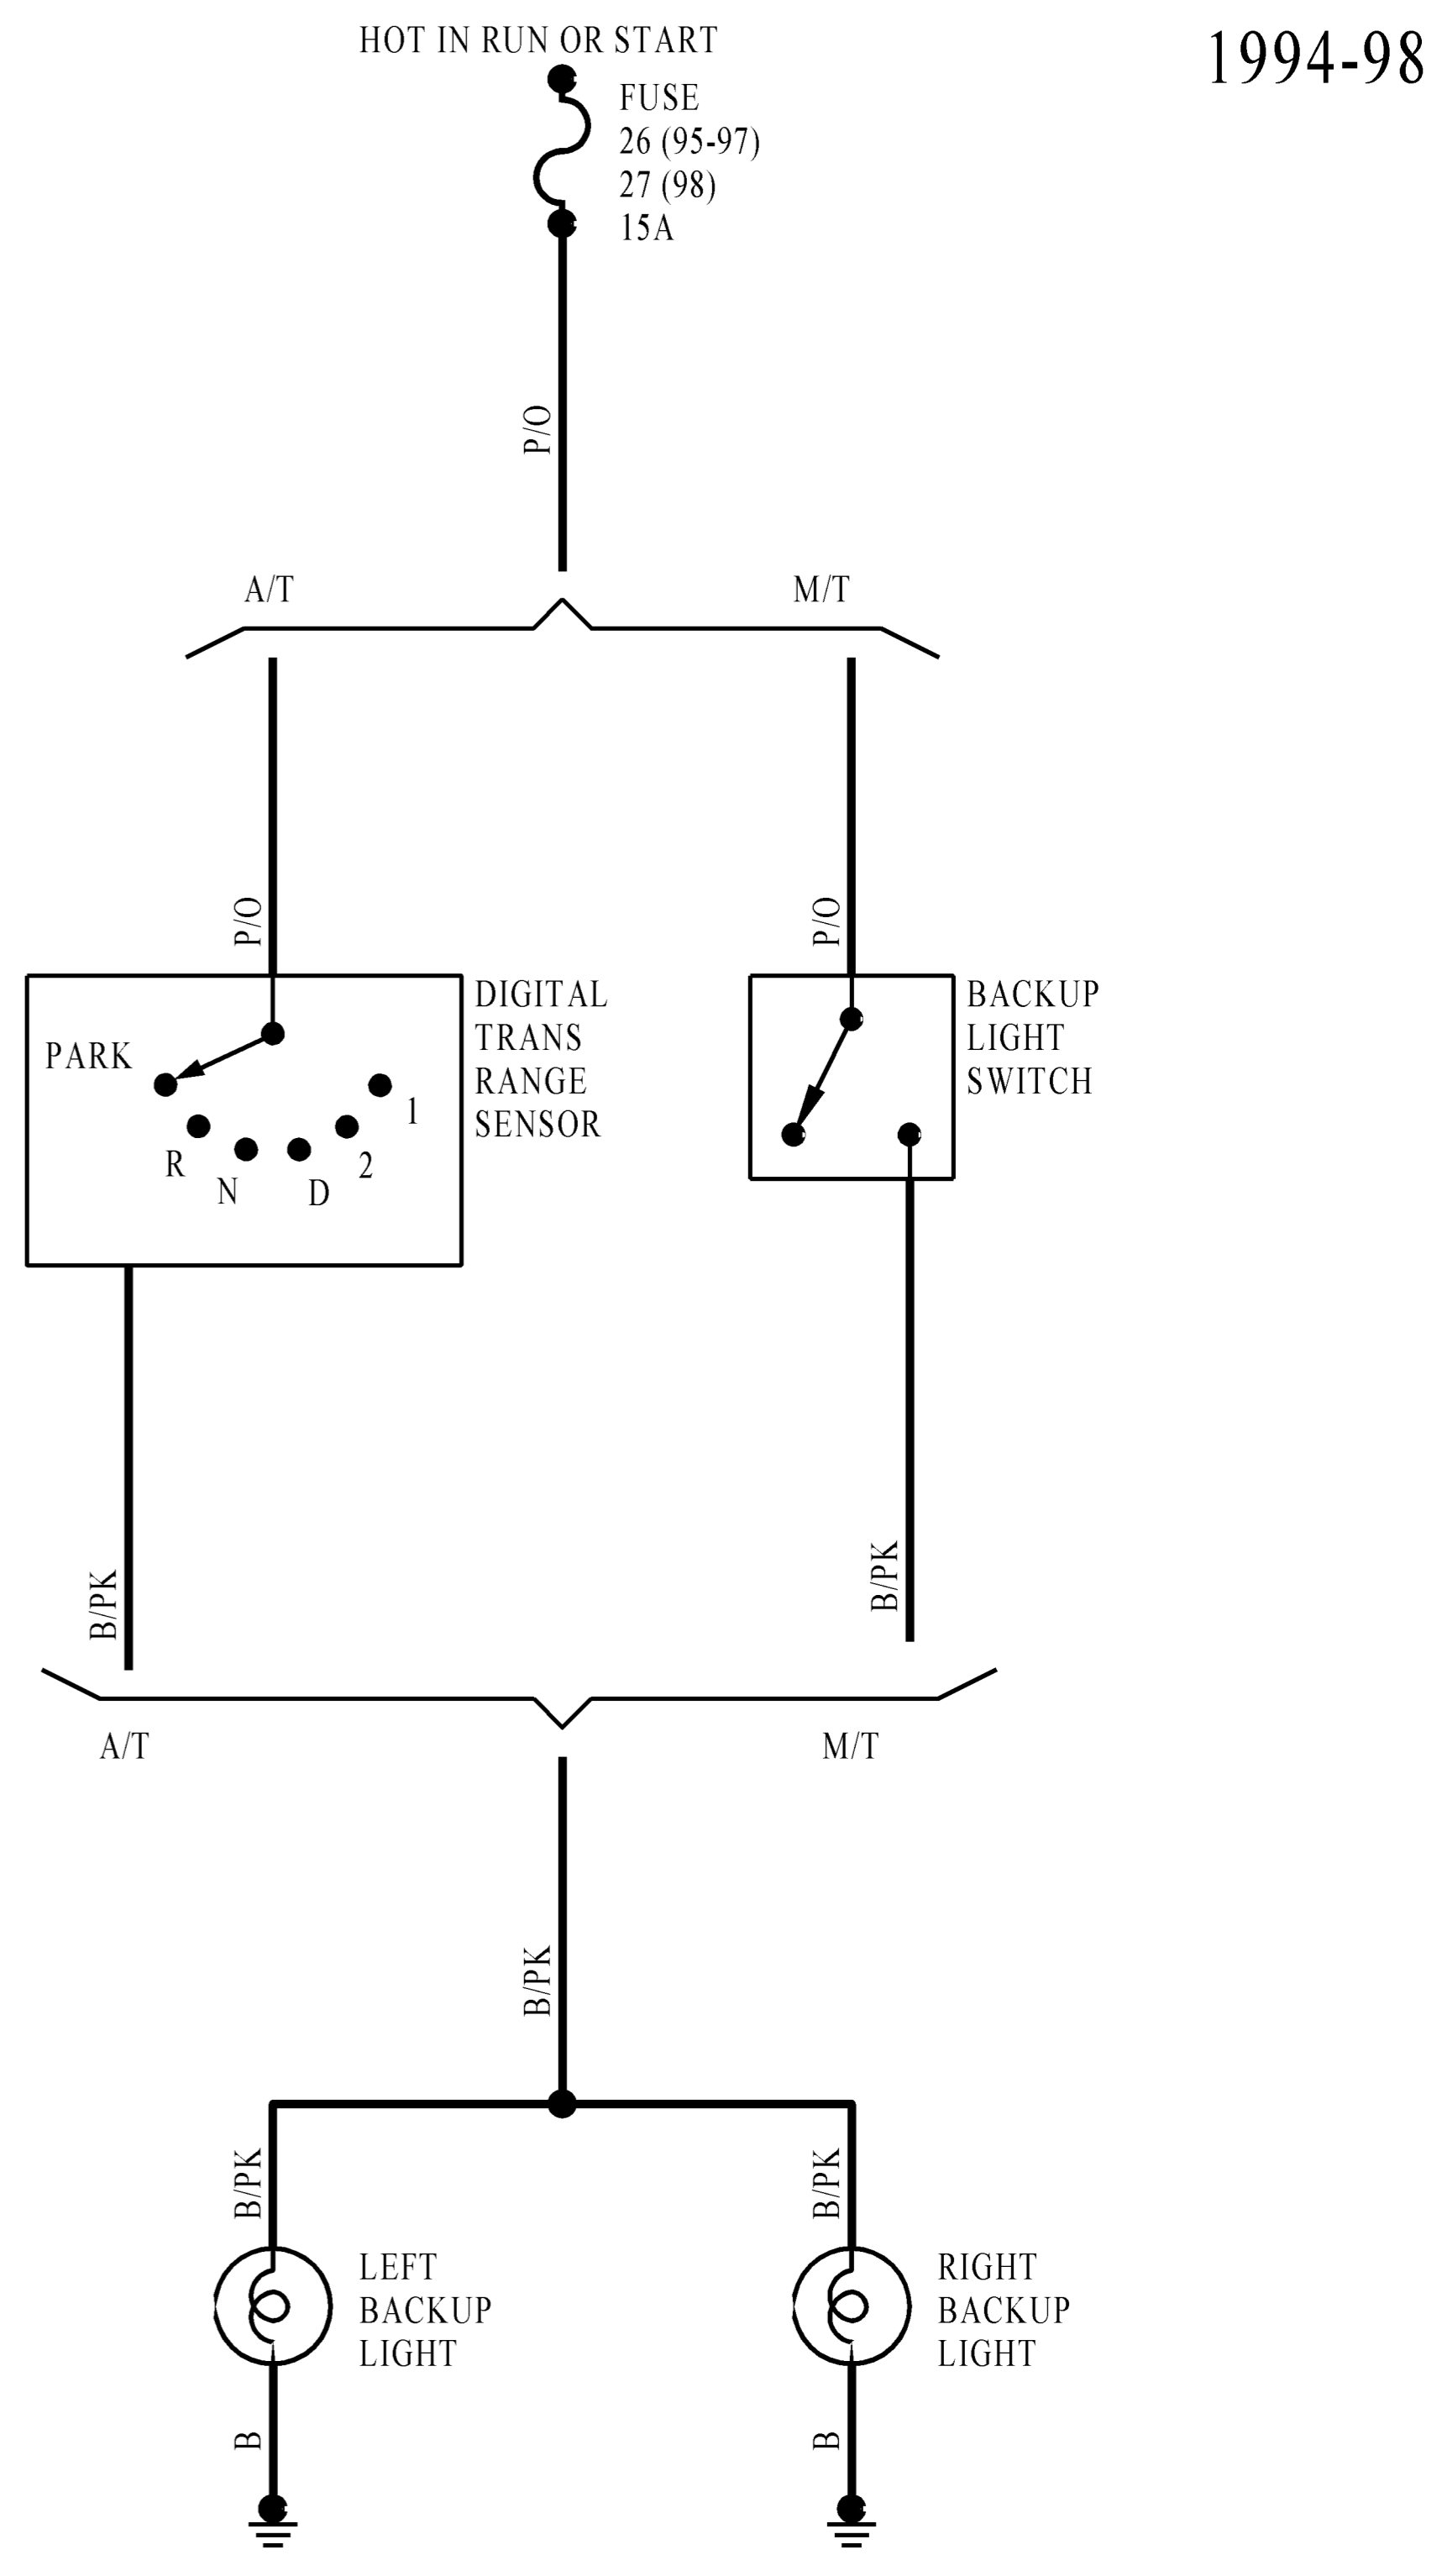 HOT IN RUN OR START
1994-98
FUSE
26 (95-97)
27 (98)
15A
P/O
A/T
M/T
P/O
P/O
DIGITAL
TRANS
RANGE
SENSOR
PARK
R
N
D
2
1
BACKUP
LIGHT
SWITCH
B/PK
B/PK
A/T
M/T
B/PK
B/PK
B/PK
LEFT
BACKUP
LIGHT
RIGHT
BACKUP
LIGHT
B
B